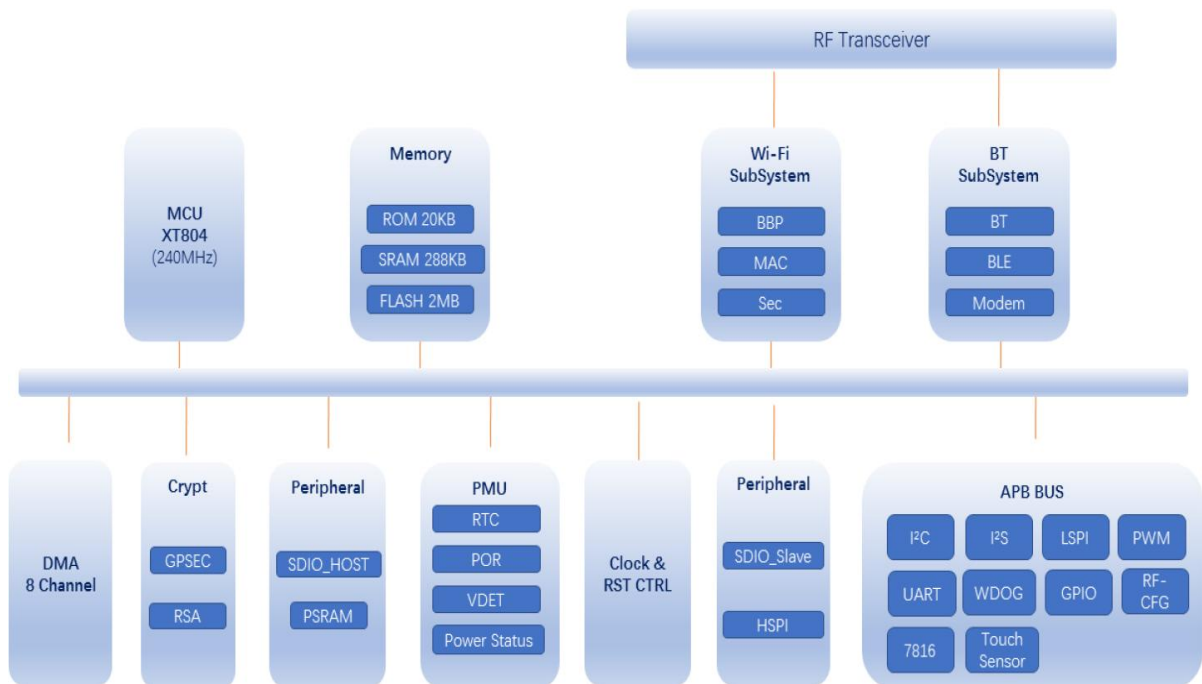 RF Transceiver
MCU
XT804
(240MHz)
Memory
ROM 20KB
SRAM 288KB
FLASH 2MB
Wi-Fi
SubSystem
BBP
MAC
Sec
BT
SubSystem
BT
BLE
Modem
DMA
8 Channel
Crypt
GPSEC
RSA
Peripheral
SDIO_HOST
PSRAM
PMU
RTC
POR
VDET
Power Status
Clock &
RST CTRL
Peripheral
SDIO_Slave
HSPI
APB BUS
I²C
I²S
LSPI
PWM
UART
WDOG
GPIO
RF-
CFG
7816
Touch
Sensor